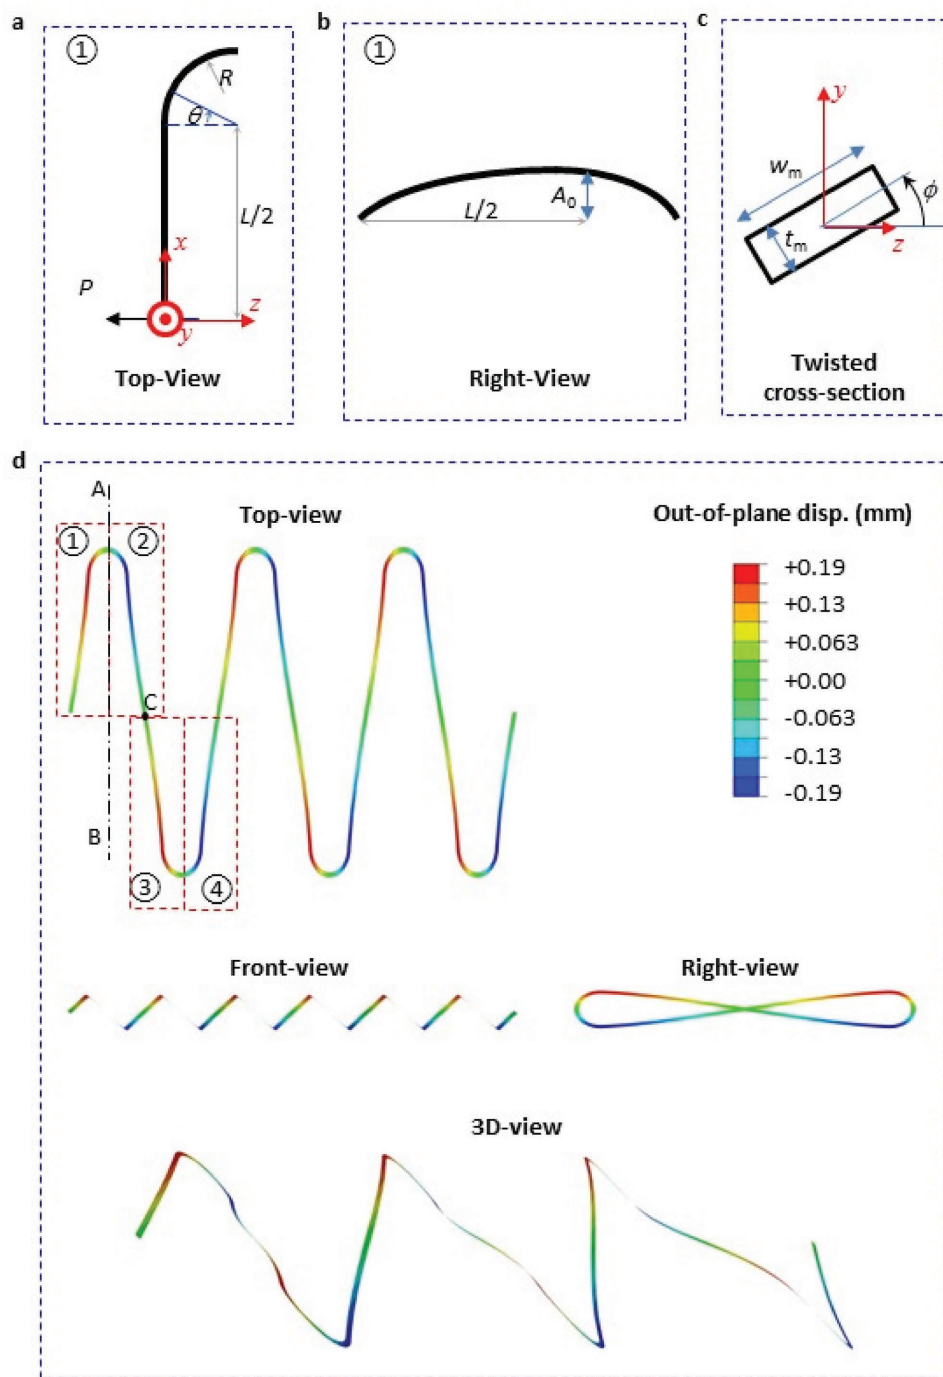 a
①
R
θ
L/2
x
P
z
y
Top-View
b
①
L/2
A₀
Right-View
c
y
wₘ
ϕ
tₘ
z
Twisted
cross-section
d
A
Top-view
①
②
C
B
③
④
Out-of-plane disp. (mm)
+0.19
+0.13
+0.063
+0.00
-0.063
-0.13
-0.19
Front-view
Right-view
3D-view